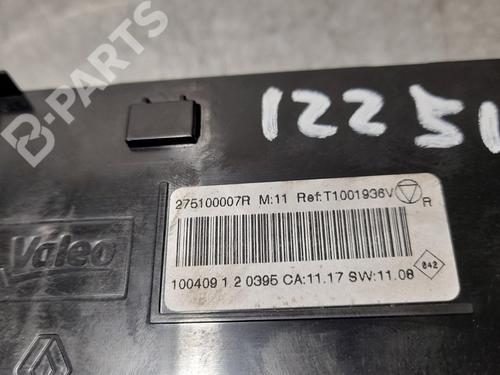 B-PARTS
12251
275100007R M:11 Ref:T1001936V R
Valeo
100409 1 2 0395 CA:11.17 SW:11.08 842